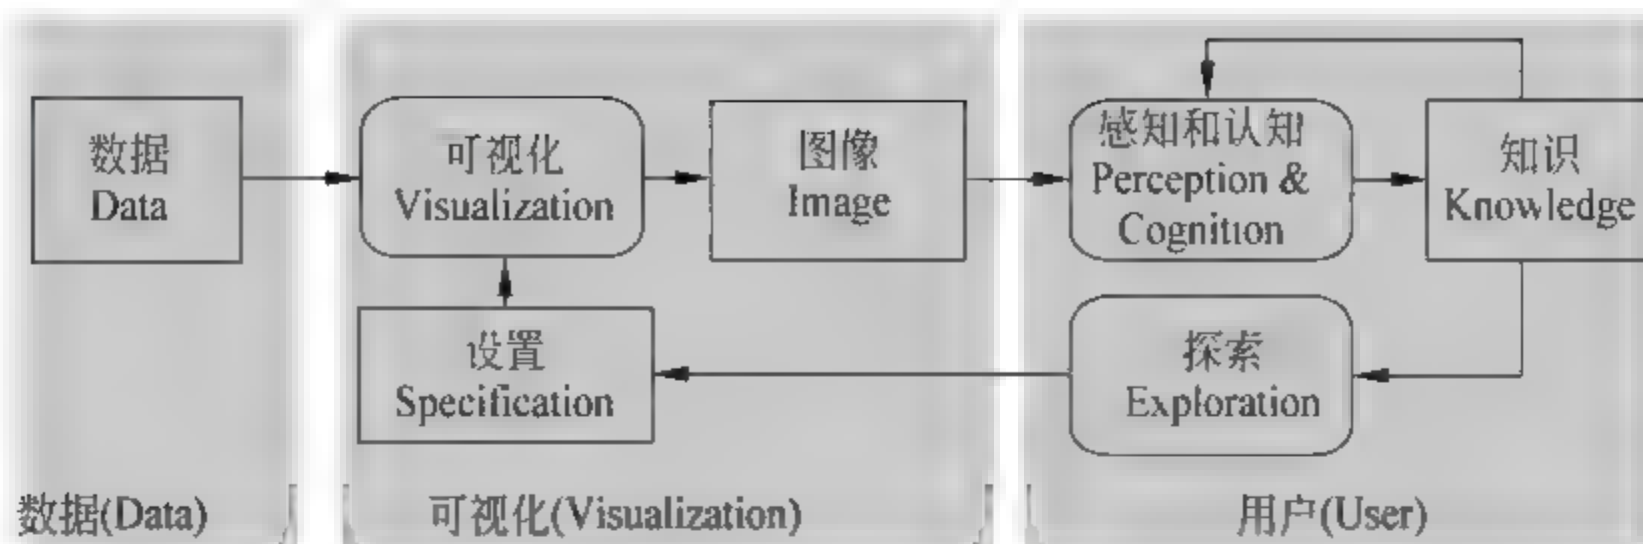 数据
Data
可视化
Visualization
图像
Image
感知和认知
Perception &
Cognition
知识
Knowledge
设置
Specification
探索
Exploration
数据(Data)
可视化(Visualization)
用户(User)